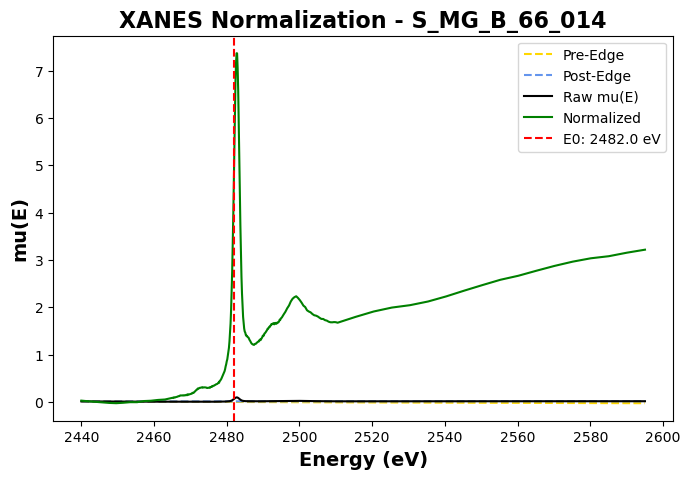 XANES Normalization - S_MG_B_66_014
Pre-Edge
Post-Edge
Raw mu(E)
Normalized
E0: 2482.0 eV
mu(E)
7
6
5
4
3
2
1
0
2440 2460 2480 2500 2520 2540 2560 2580 2600
Energy (eV)